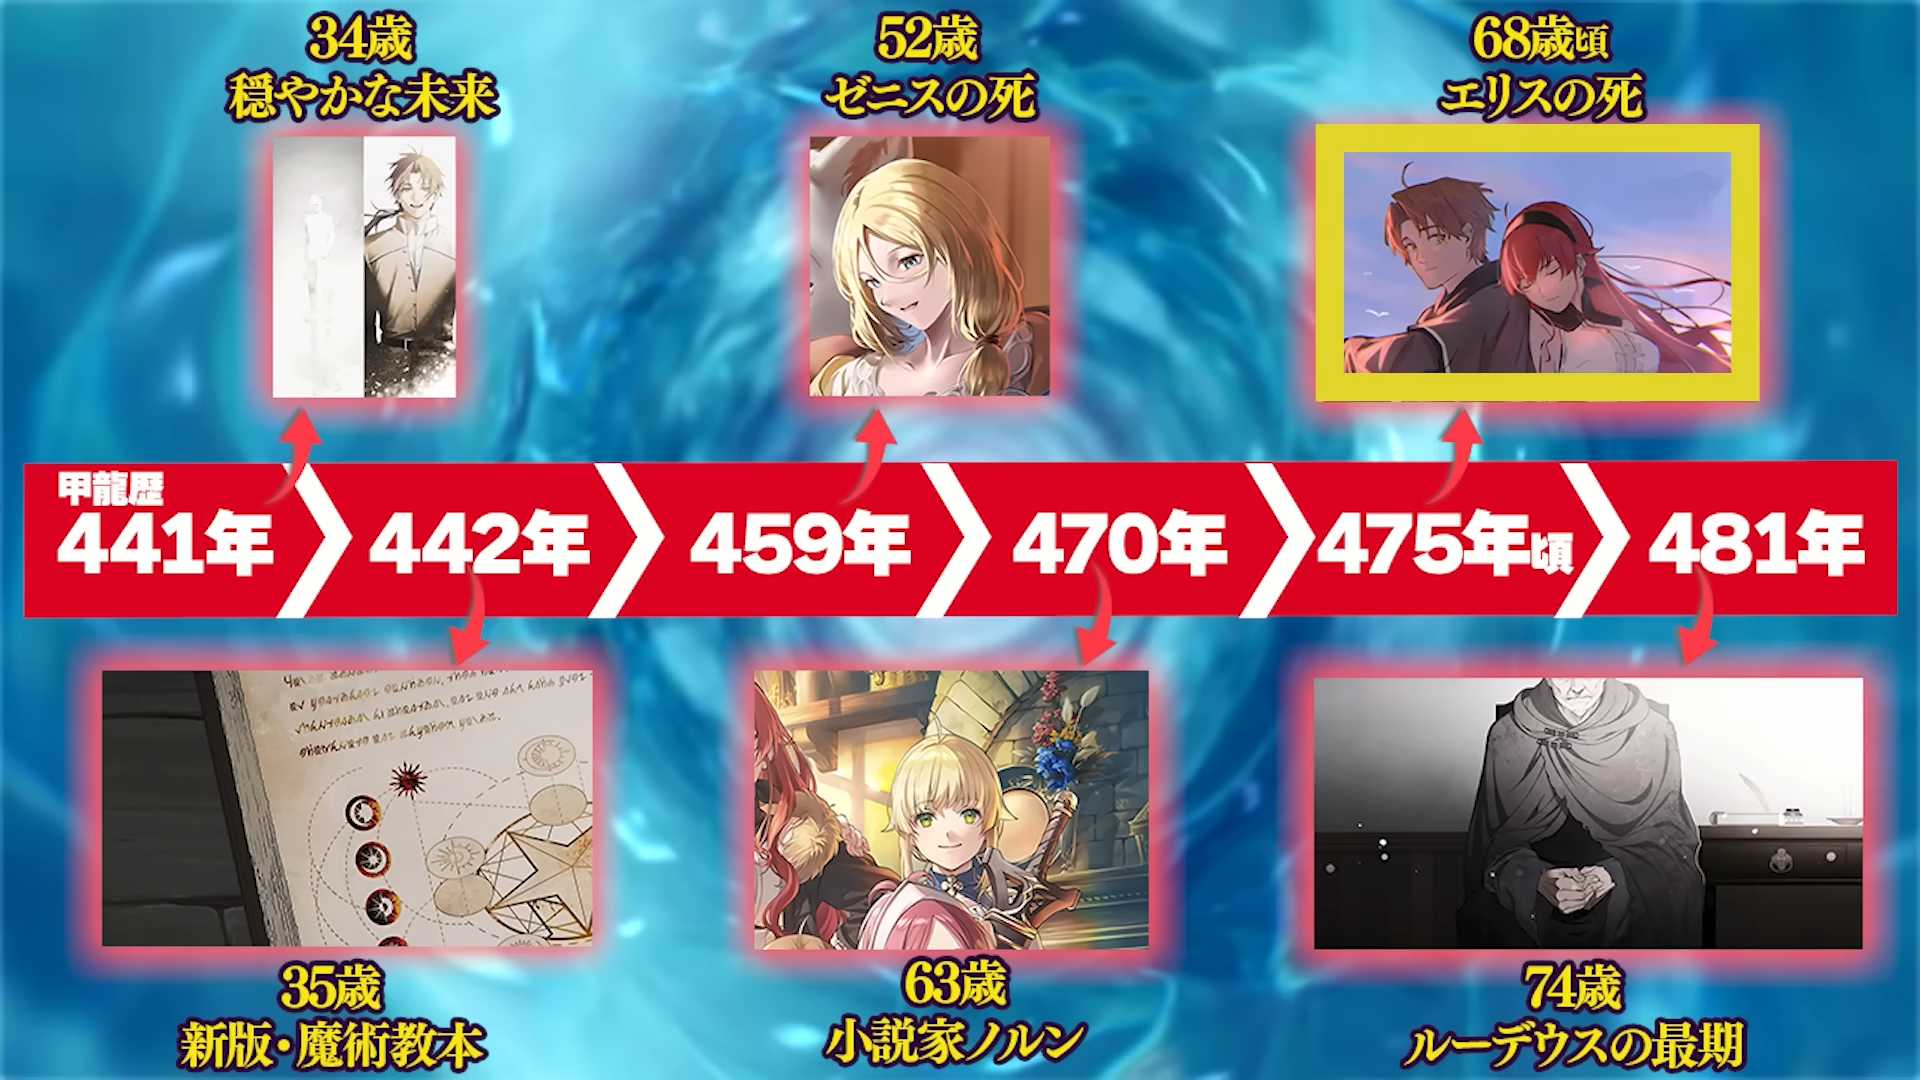 34歳
穏やかな未来
52歳
ゼニスの死
68歳頃
エリスの死
甲龍歴
441年
442年
459年
470年
475年頃
481年
35歳
新版・魔術教本
63歳
小説家ノルン
74歳
ルーデウスの最期